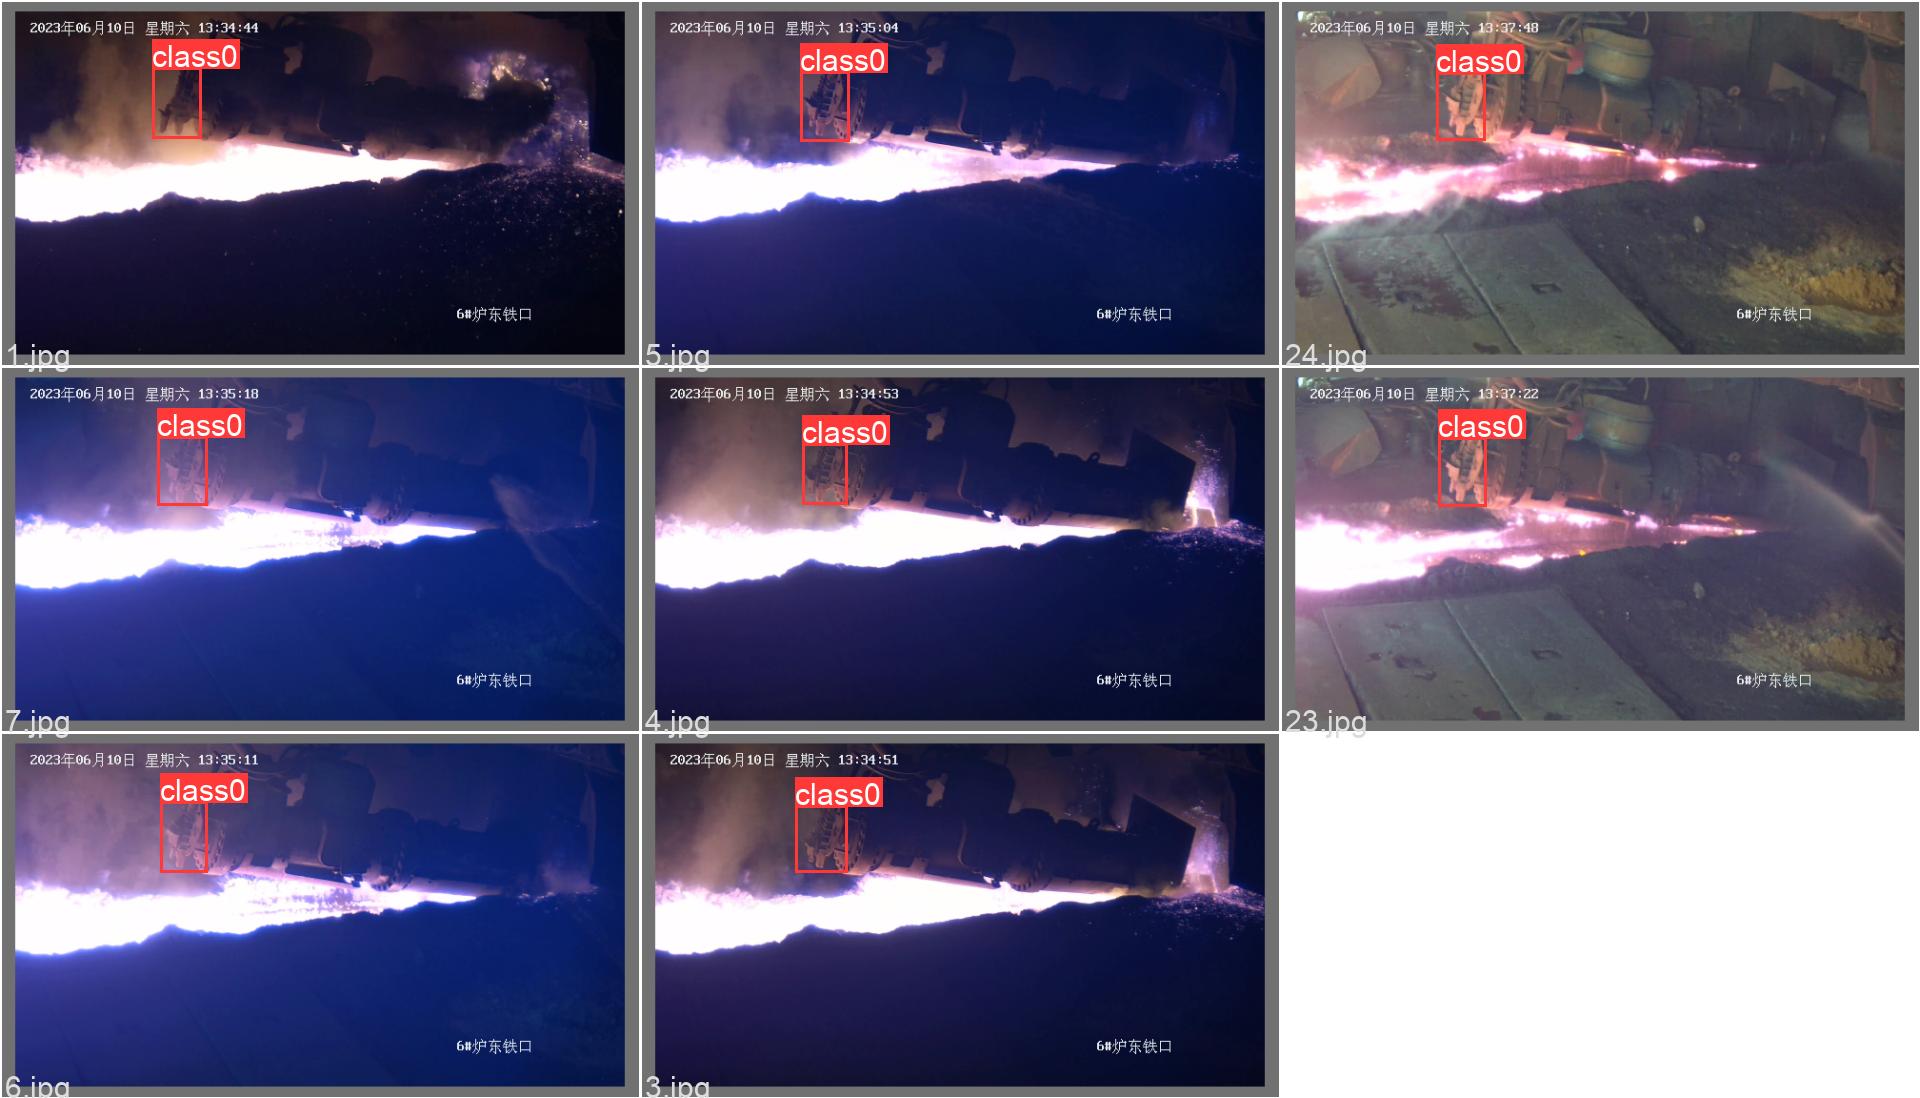 2023年06月10日 星期六 13:34:44
class0
6#炉东铁口
1.jpg
2023年06月10日 星期六 13:35:04
class0
6#炉东铁口
5.jpg
2023年06月10日 星期六 13:37:48
class0
6#炉东铁口
24.jpg
2023年06月10日 星期六 13:35:18
class0
6#炉东铁口
7.jpg
2023年06月10日 星期六 13:34:53
class0
6#炉东铁口
4.jpg
2023年06月10日 星期六 13:37:22
class0
6#炉东铁口
23.jpg
2023年06月10日 星期六 13:35:11
class0
6#炉东铁口
6.jpg
2023年06月10日 星期六 13:34:51
class0
6#炉东铁口
3.jpg